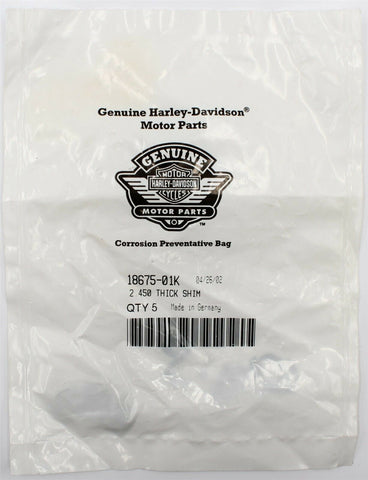 Genuine Harley-Davidson®
Motor Parts
GENUINE
MOTOR
HARLEY-DAVIDSON
CYCLES
MOTOR PARTS
™
Corrosion Preventative Bag
18675-01K 04/26/02
2 450 THICK SHIM
QTY 5 Made in Germany